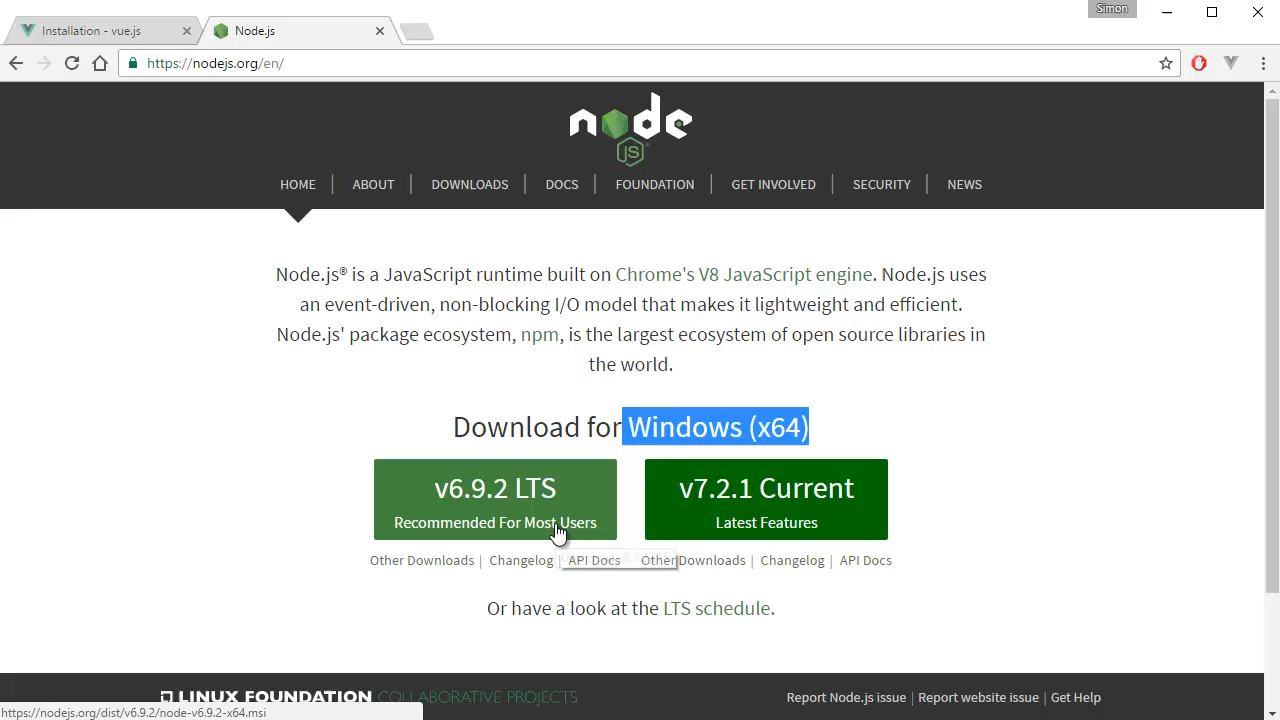 Simon
Installation - vue.js
Node.js
https://nodejs.org/en/
node
JS
HOME
ABOUT
DOWNLOADS
DOCS
FOUNDATION
GET INVOLVED
SECURITY
NEWS
Node.js® is a JavaScript runtime built on Chrome's V8 JavaScript engine. Node.js uses
an event-driven, non-blocking I/O model that makes it lightweight and efficient.
Node.js' package ecosystem, npm, is the largest ecosystem of open source libraries in
the world.
Download for Windows (x64)
v6.9.2 LTS
Recommended For Most Users
v7.2.1 Current
Latest Features
Other Downloads | Changelog | API Docs
Other Downloads | Changelog | API Docs
Or have a look at the LTS schedule.
LINUX FOUNDATION COLLABORATIVE PROJECTS
Report Node.js issue | Report website issue | Get Help
https://nodejs.org/dist/v6.9.2/node-v6.9.2-x64.msi